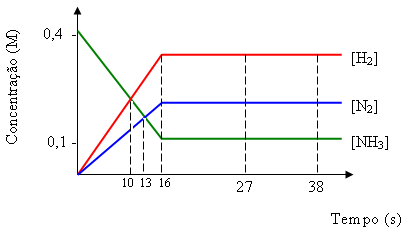 Concentração (M)
0,4
0,1
[H₂]
[N₂]
[NH₃]
10 13 16 27 38
Tempo (s)